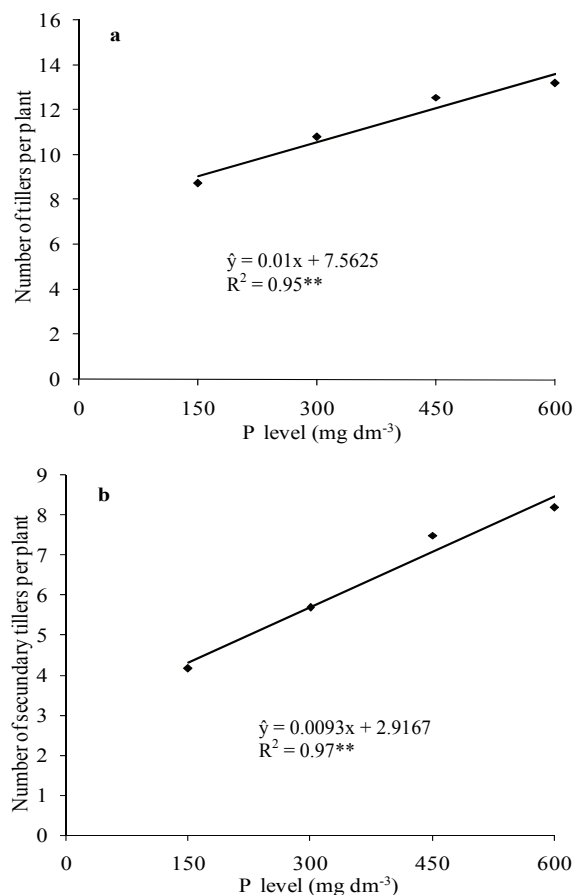 a
16
14
12
10
8
6
4
2
0
Number of tillers per plant
ŷ = 0.01x + 7.5625
R² = 0.95**
0 150 300 450 600
P level (mg dm⁻³)
b
9
8
7
6
5
4
3
2
1
0
Number of secundary tillers per plant
ŷ = 0.0093x + 2.9167
R² = 0.97**
0 150 300 450 600
P level (mg dm⁻³)